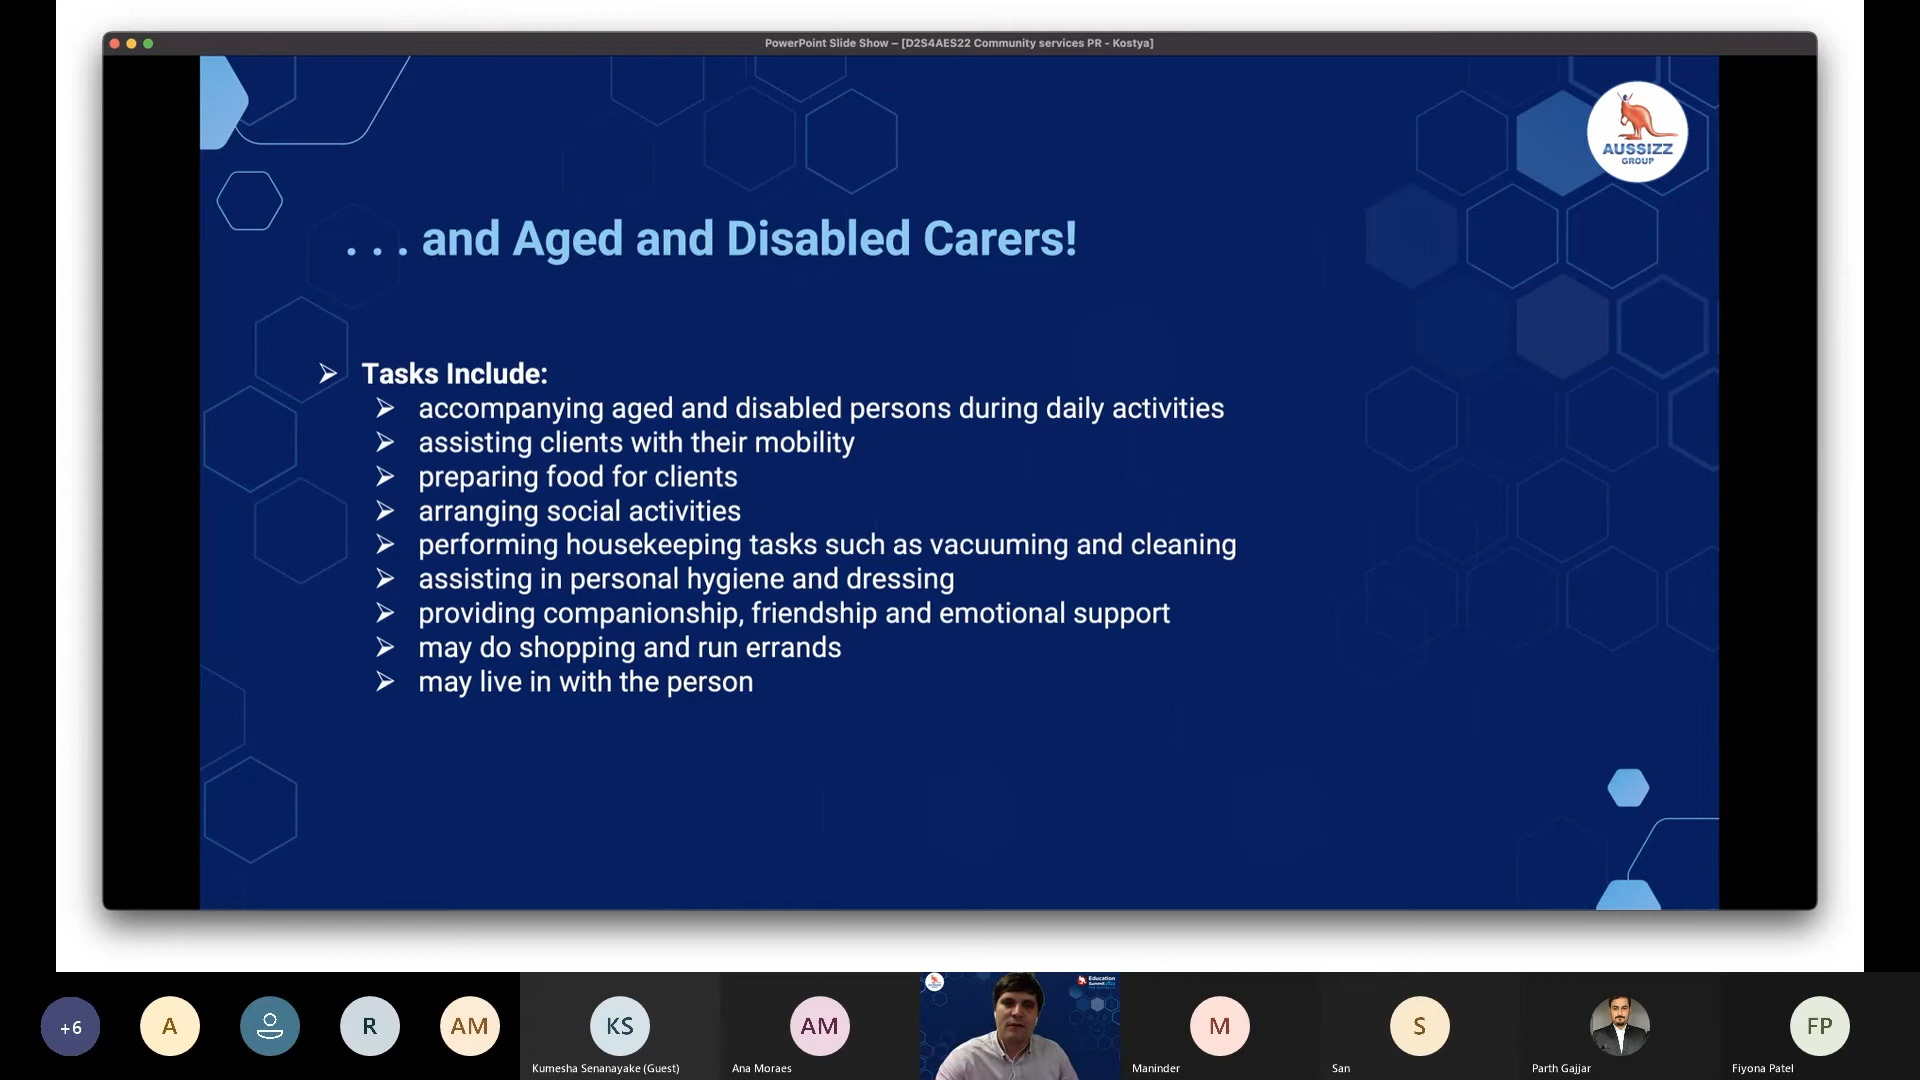 PowerPoint Slide Show – [D2S4AES22 Community services PR - Kostya]
AUSSIZZ
GROUP
. . . and Aged and Disabled Carers!
Tasks Include:
accompanying aged and disabled persons during daily activities
assisting clients with their mobility
preparing food for clients
arranging social activities
performing housekeeping tasks such as vacuuming and cleaning
assisting in personal hygiene and dressing
providing companionship, friendship and emotional support
may do shopping and run errands
may live in with the person
+6
A
R
AM
KS
Kumesha Senanayake (Guest)
AM
Ana Moraes
Education
Summit 2022
M
Maninder
S
San
Parth Gajjar
FP
Fiyona Patel